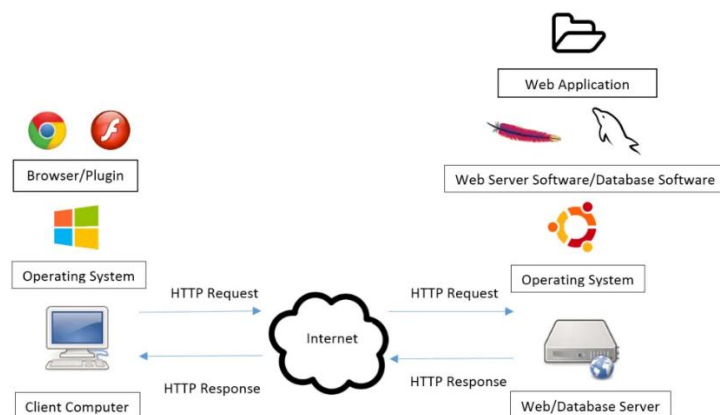 Web Application
Browser/Plugin
Web Server Software/Database Software
Operating System
Operating System
HTTP Request
HTTP Request
Internet
HTTP Response
HTTP Response
Client Computer
Web/Database Server